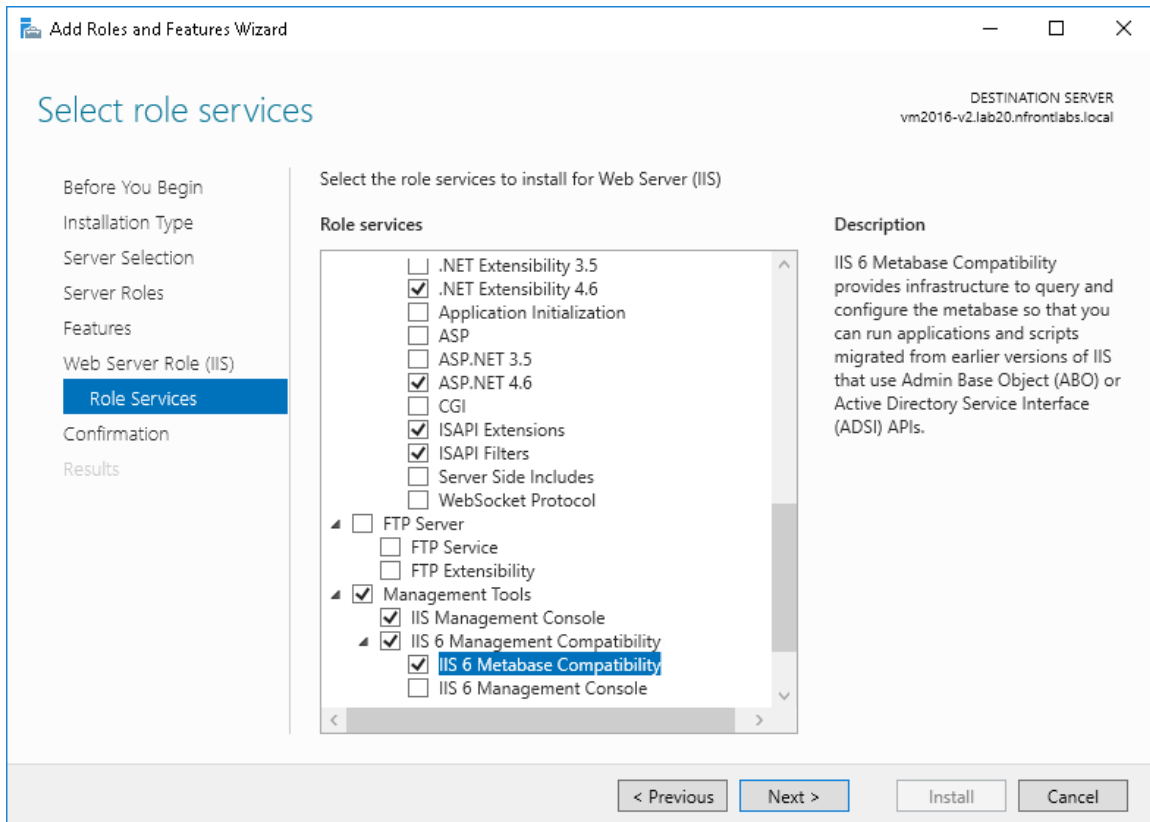 Add Roles and Features Wizard
Select role services
DESTINATION SERVER
vm2016-v2.lab20.nfrontlabs.local
Before You Begin
Installation Type
Server Selection
Server Roles
Features
Web Server Role (IIS)
Role Services
Confirmation
Results
Select the role services to install for Web Server (IIS)
Role services
.NET Extensibility 3.5
.NET Extensibility 4.6
Application Initialization
ASP
ASP.NET 3.5
ASP.NET 4.6
CGI
ISAPI Extensions
ISAPI Filters
Server Side Includes
WebSocket Protocol
FTP Server
FTP Service
FTP Extensibility
Management Tools
IIS Management Console
IIS 6 Management Compatibility
IIS 6 Metabase Compatibility
IIS 6 Management Console
Description
IIS 6 Metabase Compatibility
provides infrastructure to query and
configure the metabase so that you
can run applications and scripts
migrated from earlier versions of IIS
that use Admin Base Object (ABO) or
Active Directory Service Interface
(ADSI) APIs.
< Previous
Next >
Install
Cancel